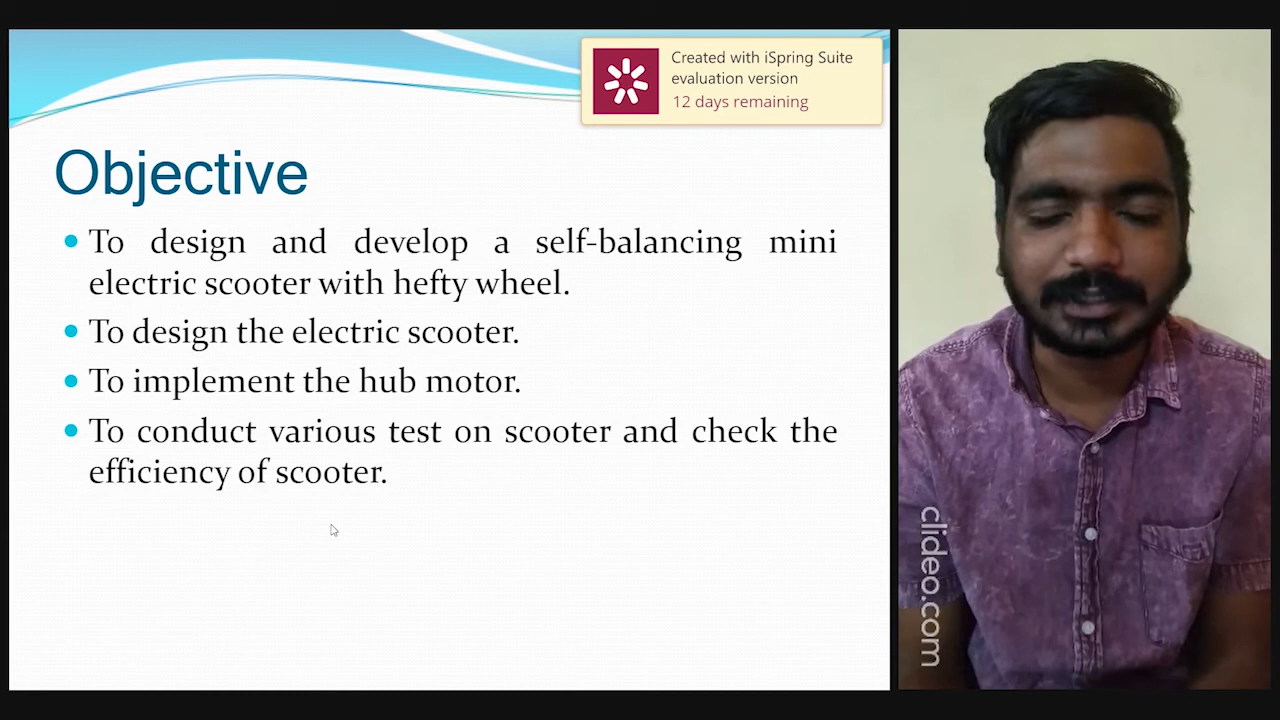 Created with iSpring Suite
evaluation version
12 days remaining
Objective
To design and develop a self-balancing mini
electric scooter with hefty wheel.
To design the electric scooter.
To implement the hub motor.
To conduct various test on scooter and check the
efficiency of scooter.
clideo.com